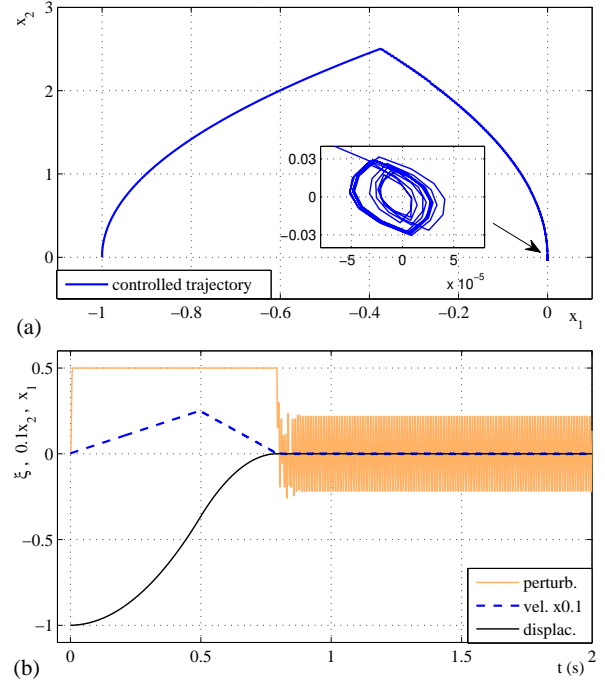 x2
3
2
1
0
0.03
0
−0.03
−5
0
5
x 10−5
controlled trajectory
−1
−0.8
−0.6
−0.4
−0.2
0
x1
(a)
0.5
0
−0.5
−1
ξ , 0.1x2 , x1
perturb.
vel. x0.1
displac.
0
0.5
1
1.5
2
t (s)
(b)